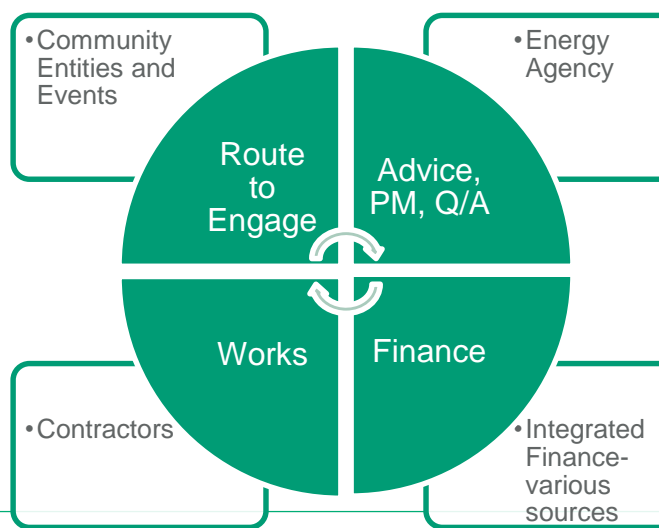 •Community
Entities and
Events
•Energy
Agency
Route
to
Engage
Advice,
PM, Q/A
Works
Finance
•Contractors
•Integrated
Finance-
various
sources